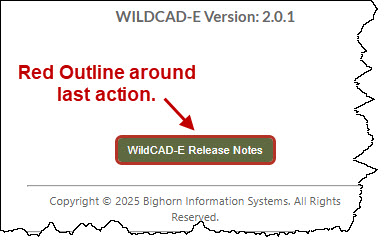 WILDCAD-E Version: 2.0.1
Red Outline around
last action.
WildCAD-E Release Notes
Copyright © 2025 Bighorn Information Systems. All Rights
Reserved.